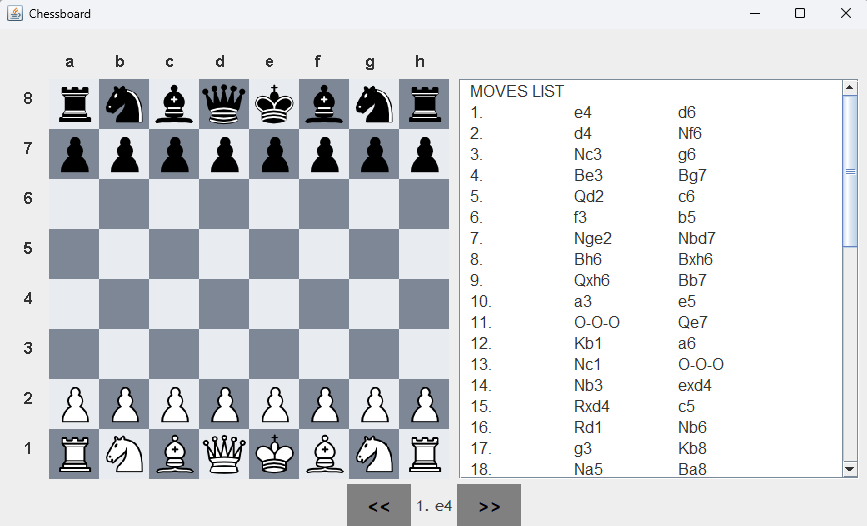 Chessboard
a b c d e f g h
8
7
6
5
4
3
2
1
MOVES LIST
1. e4 d6
2. d4 Nf6
3. Nc3 g6
4. Be3 Bg7
5. Qd2 c6
6. f3 b5
7. Nge2 Nbd7
8. Bh6 Bxh6
9. Qxh6 Bb7
10. a3 e5
11. O-O-O Qe7
12. Kb1 a6
13. Nc1 O-O-O
14. Nb3 exd4
15. Rxd4 c5
16. Rd1 Nb6
17. g3 Kb8
18. Na5 Ba8
<< 1. e4 >>